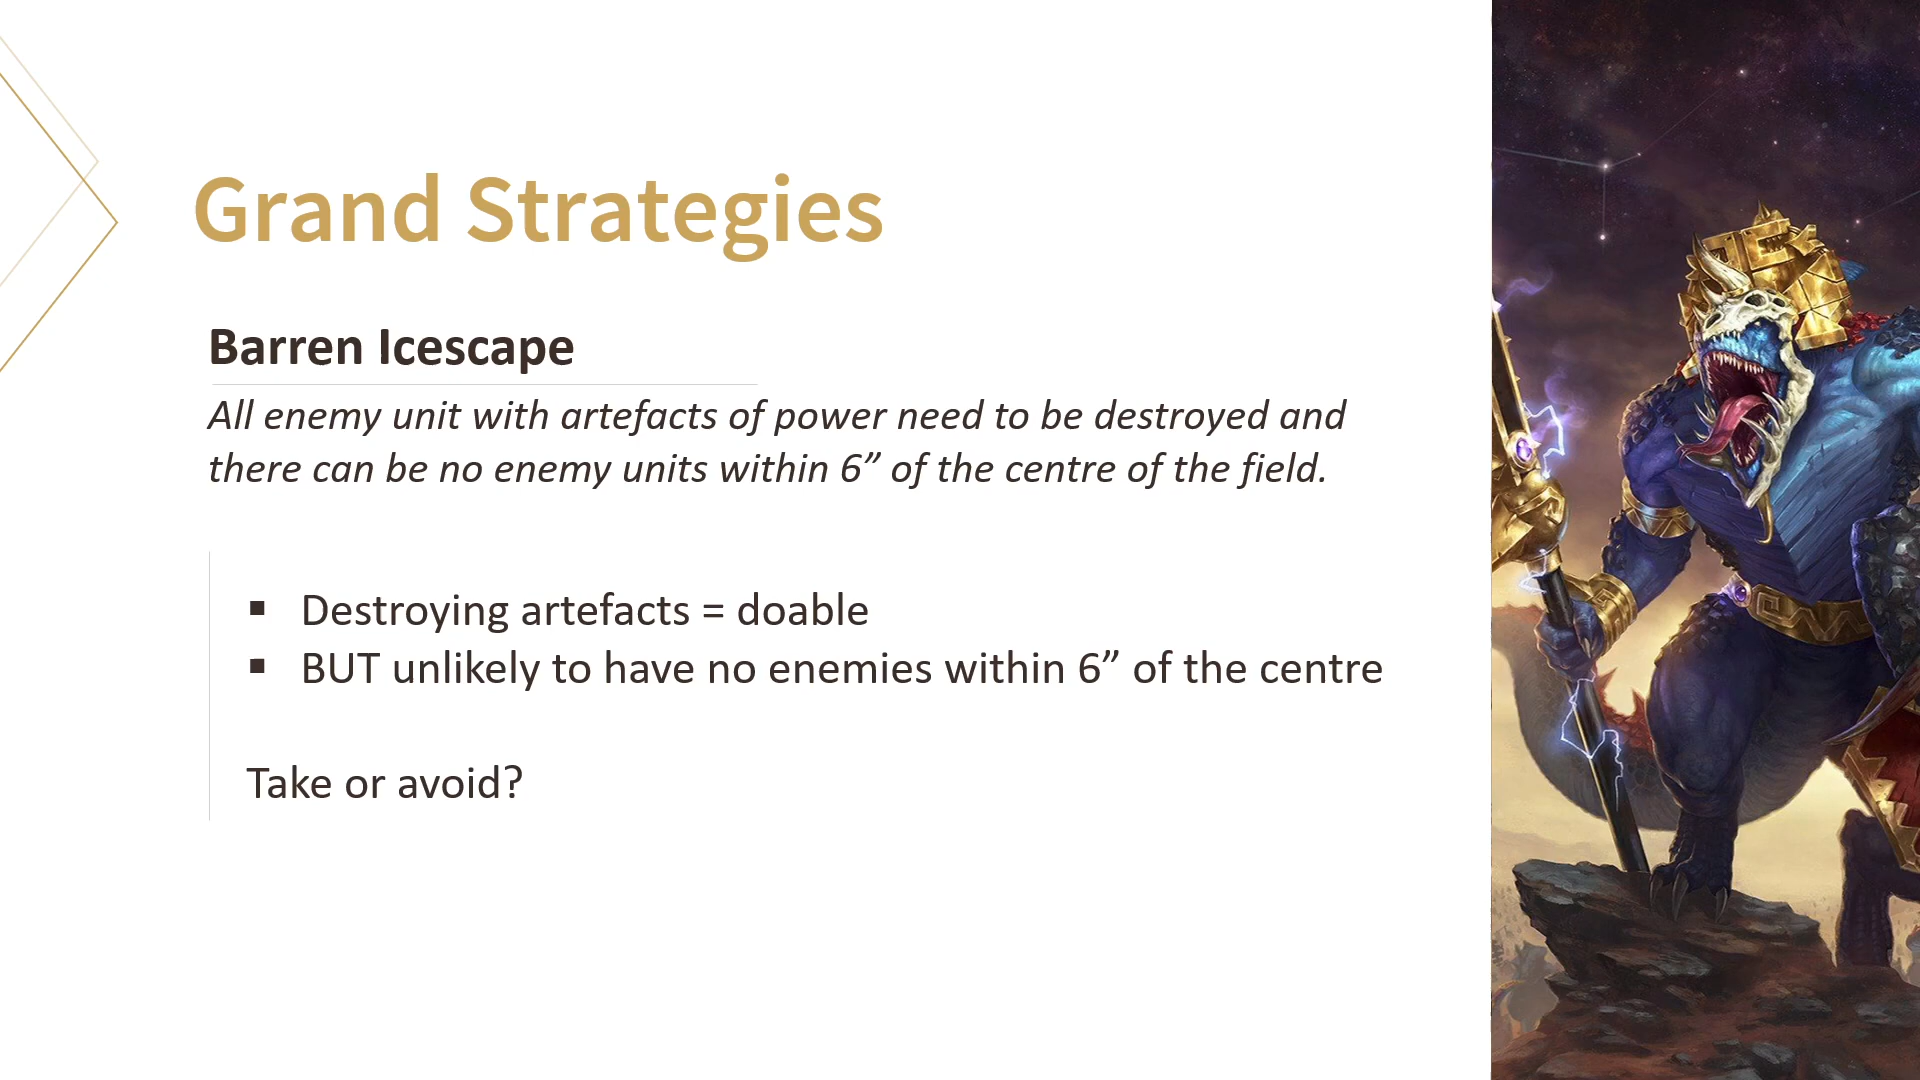 Grand Strategies
Barren Icescape
All enemy unit with artefacts of power need to be destroyed and
there can be no enemy units within 6” of the centre of the field.
▪ Destroying artefacts = doable
▪ BUT unlikely to have no enemies within 6” of the centre
Take or avoid?